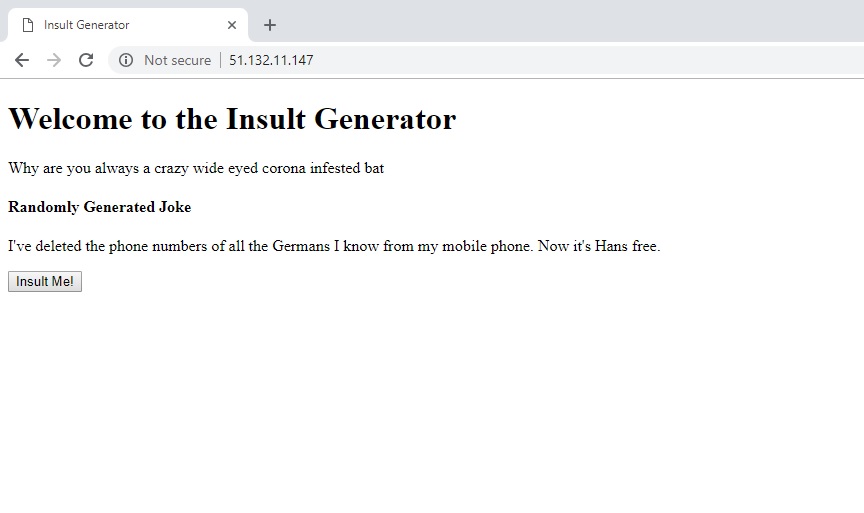 Insult Generator
Not secure
51.132.11.147
Welcome to the Insult Generator
Why are you always a crazy wide eyed corona infested bat
Randomly Generated Joke
I've deleted the phone numbers of all the Germans I know from my mobile phone. Now it's Hans free.
Insult Me!